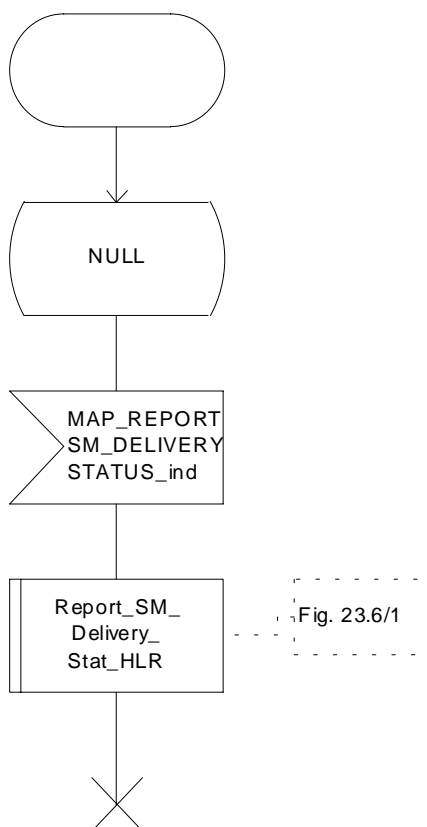 NULL
MAP_REPORT
SM_DELIVERY
STATUS_ind
Report_SM_
Delivery_
Stat_HLR
Fig. 23.6/1